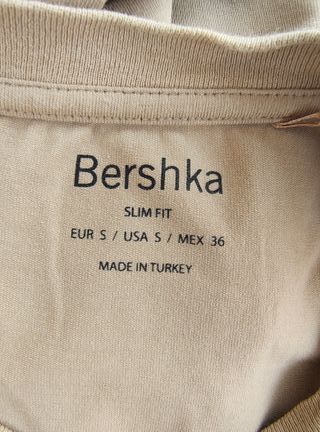 Bershka
SLIM FIT
EUR S / USA S / MEX 36
MADE IN TURKEY